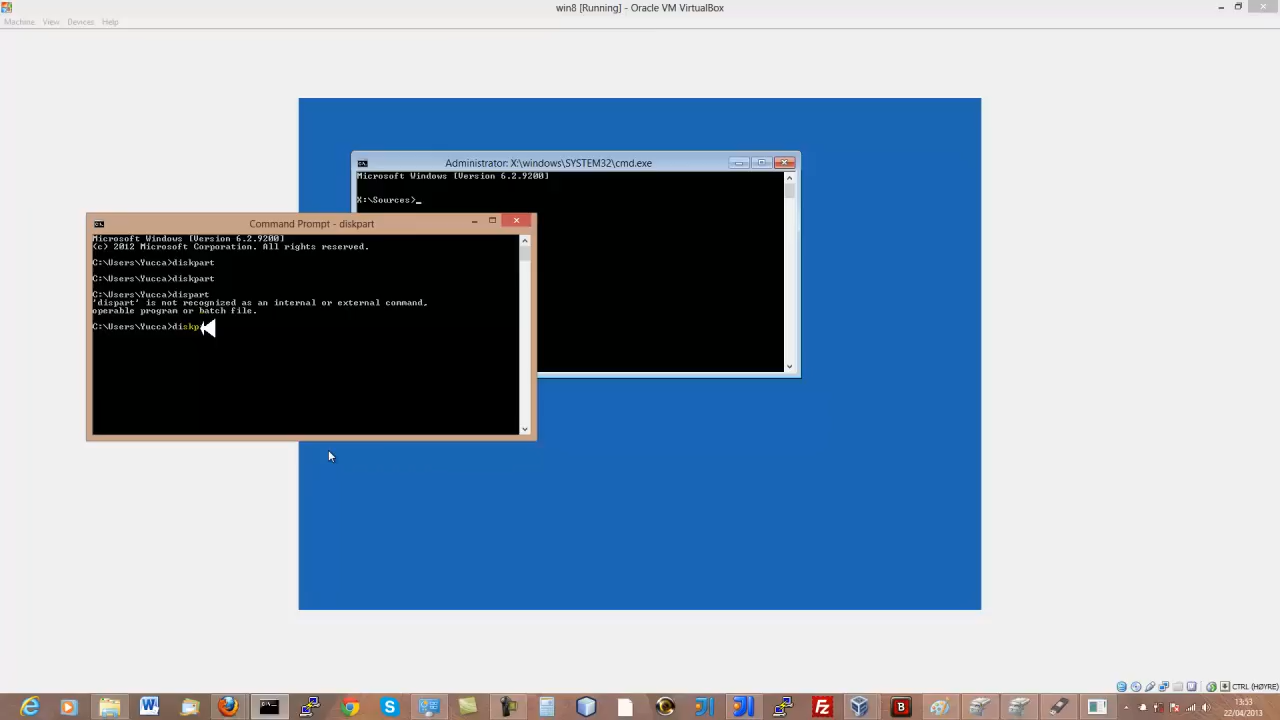 win8 [Running] - Oracle VM VirtualBox
Machine View Devices Help
Administrator: X:\windows\SYSTEM32\cmd.exe
Microsoft Windows [Version 6.2.9200]
X:\Sources>_
Command Prompt - diskpart
Microsoft Windows [Version 6.2.9200]
(c) 2012 Microsoft Corporation. All rights reserved.
C:\Users\Yucca>diskpart
C:\Users\Yucca>diskpart
C:\Users\Yucca>dispart
'dispart' is not recognized as an internal or external command,
operable program or batch file.
C:\Users\Yucca>diskp
CTRL (HØYRE)
13:53
22/04/2013